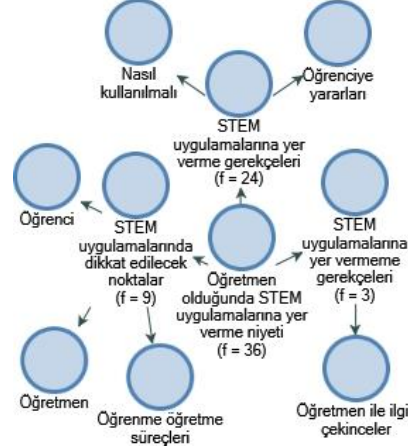 Nasıl
kullanılmalı
Öğrenciye
yararları
STEM
uygulamalarına yer
verme gerekçeleri
(f = 24)
Öğrenci
STEM
uygulamalarında
dikkat edilecek
noktalar
(f = 9)
Öğretmen
olduğunda STEM
uygulamalarına yer
verme niyeti
(f = 36)
STEM
uygulamalarına
yer vermeme
gerekçeleri
(f = 3)
Öğretmen
Öğrenme öğretme
süreçleri
Öğretmen ile ilgi
çekinceler